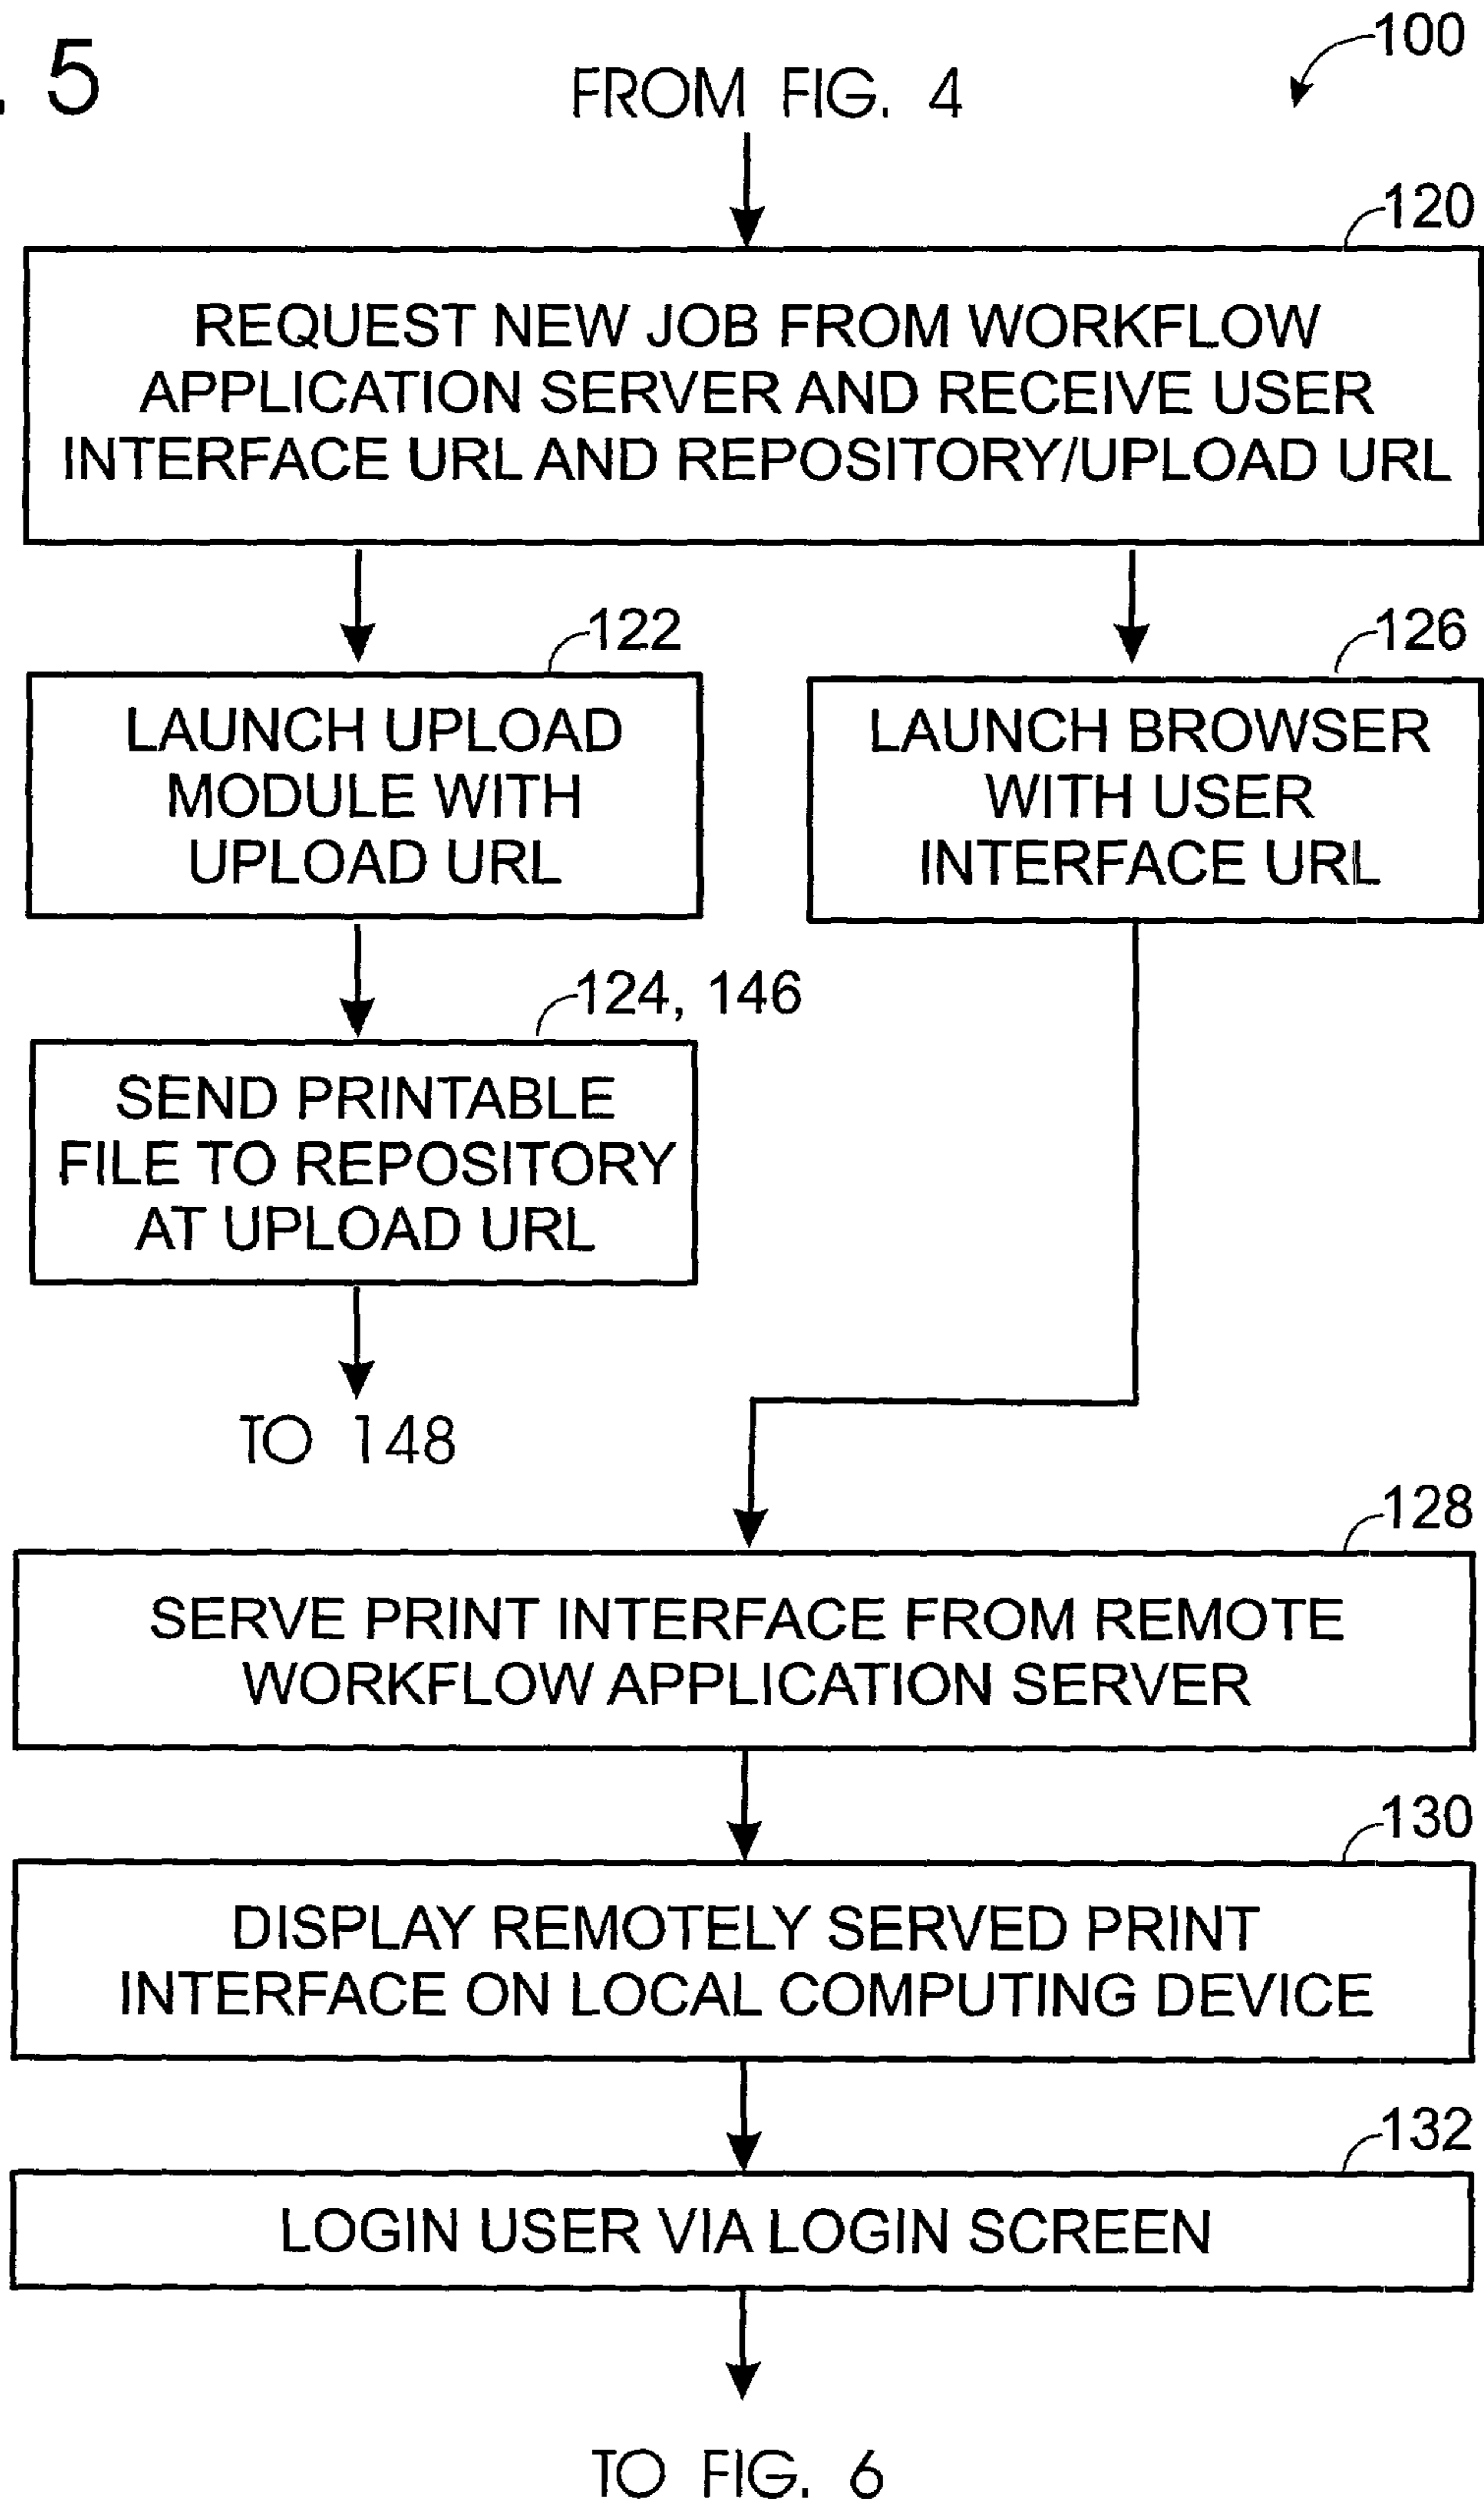 . 5
FROM FIG. 4
100
120
REQUEST NEW JOB FROM WORKFLOW
APPLICATION SERVER AND RECEIVE USER
INTERFACE URL AND REPOSITORY/UPLOAD URL
122
LAUNCH UPLOAD
MODULE WITH
UPLOAD URL
126
LAUNCH BROWSER
WITH USER
INTERFACE URL
124, 146
SEND PRINTABLE
FILE TO REPOSITORY
AT UPLOAD URL
TO 148
128
SERVE PRINT INTERFACE FROM REMOTE
WORKFLOW APPLICATION SERVER
130
DISPLAY REMOTELY SERVED PRINT
INTERFACE ON LOCAL COMPUTING DEVICE
132
LOGIN USER VIA LOGIN SCREEN
TO FIG. 6